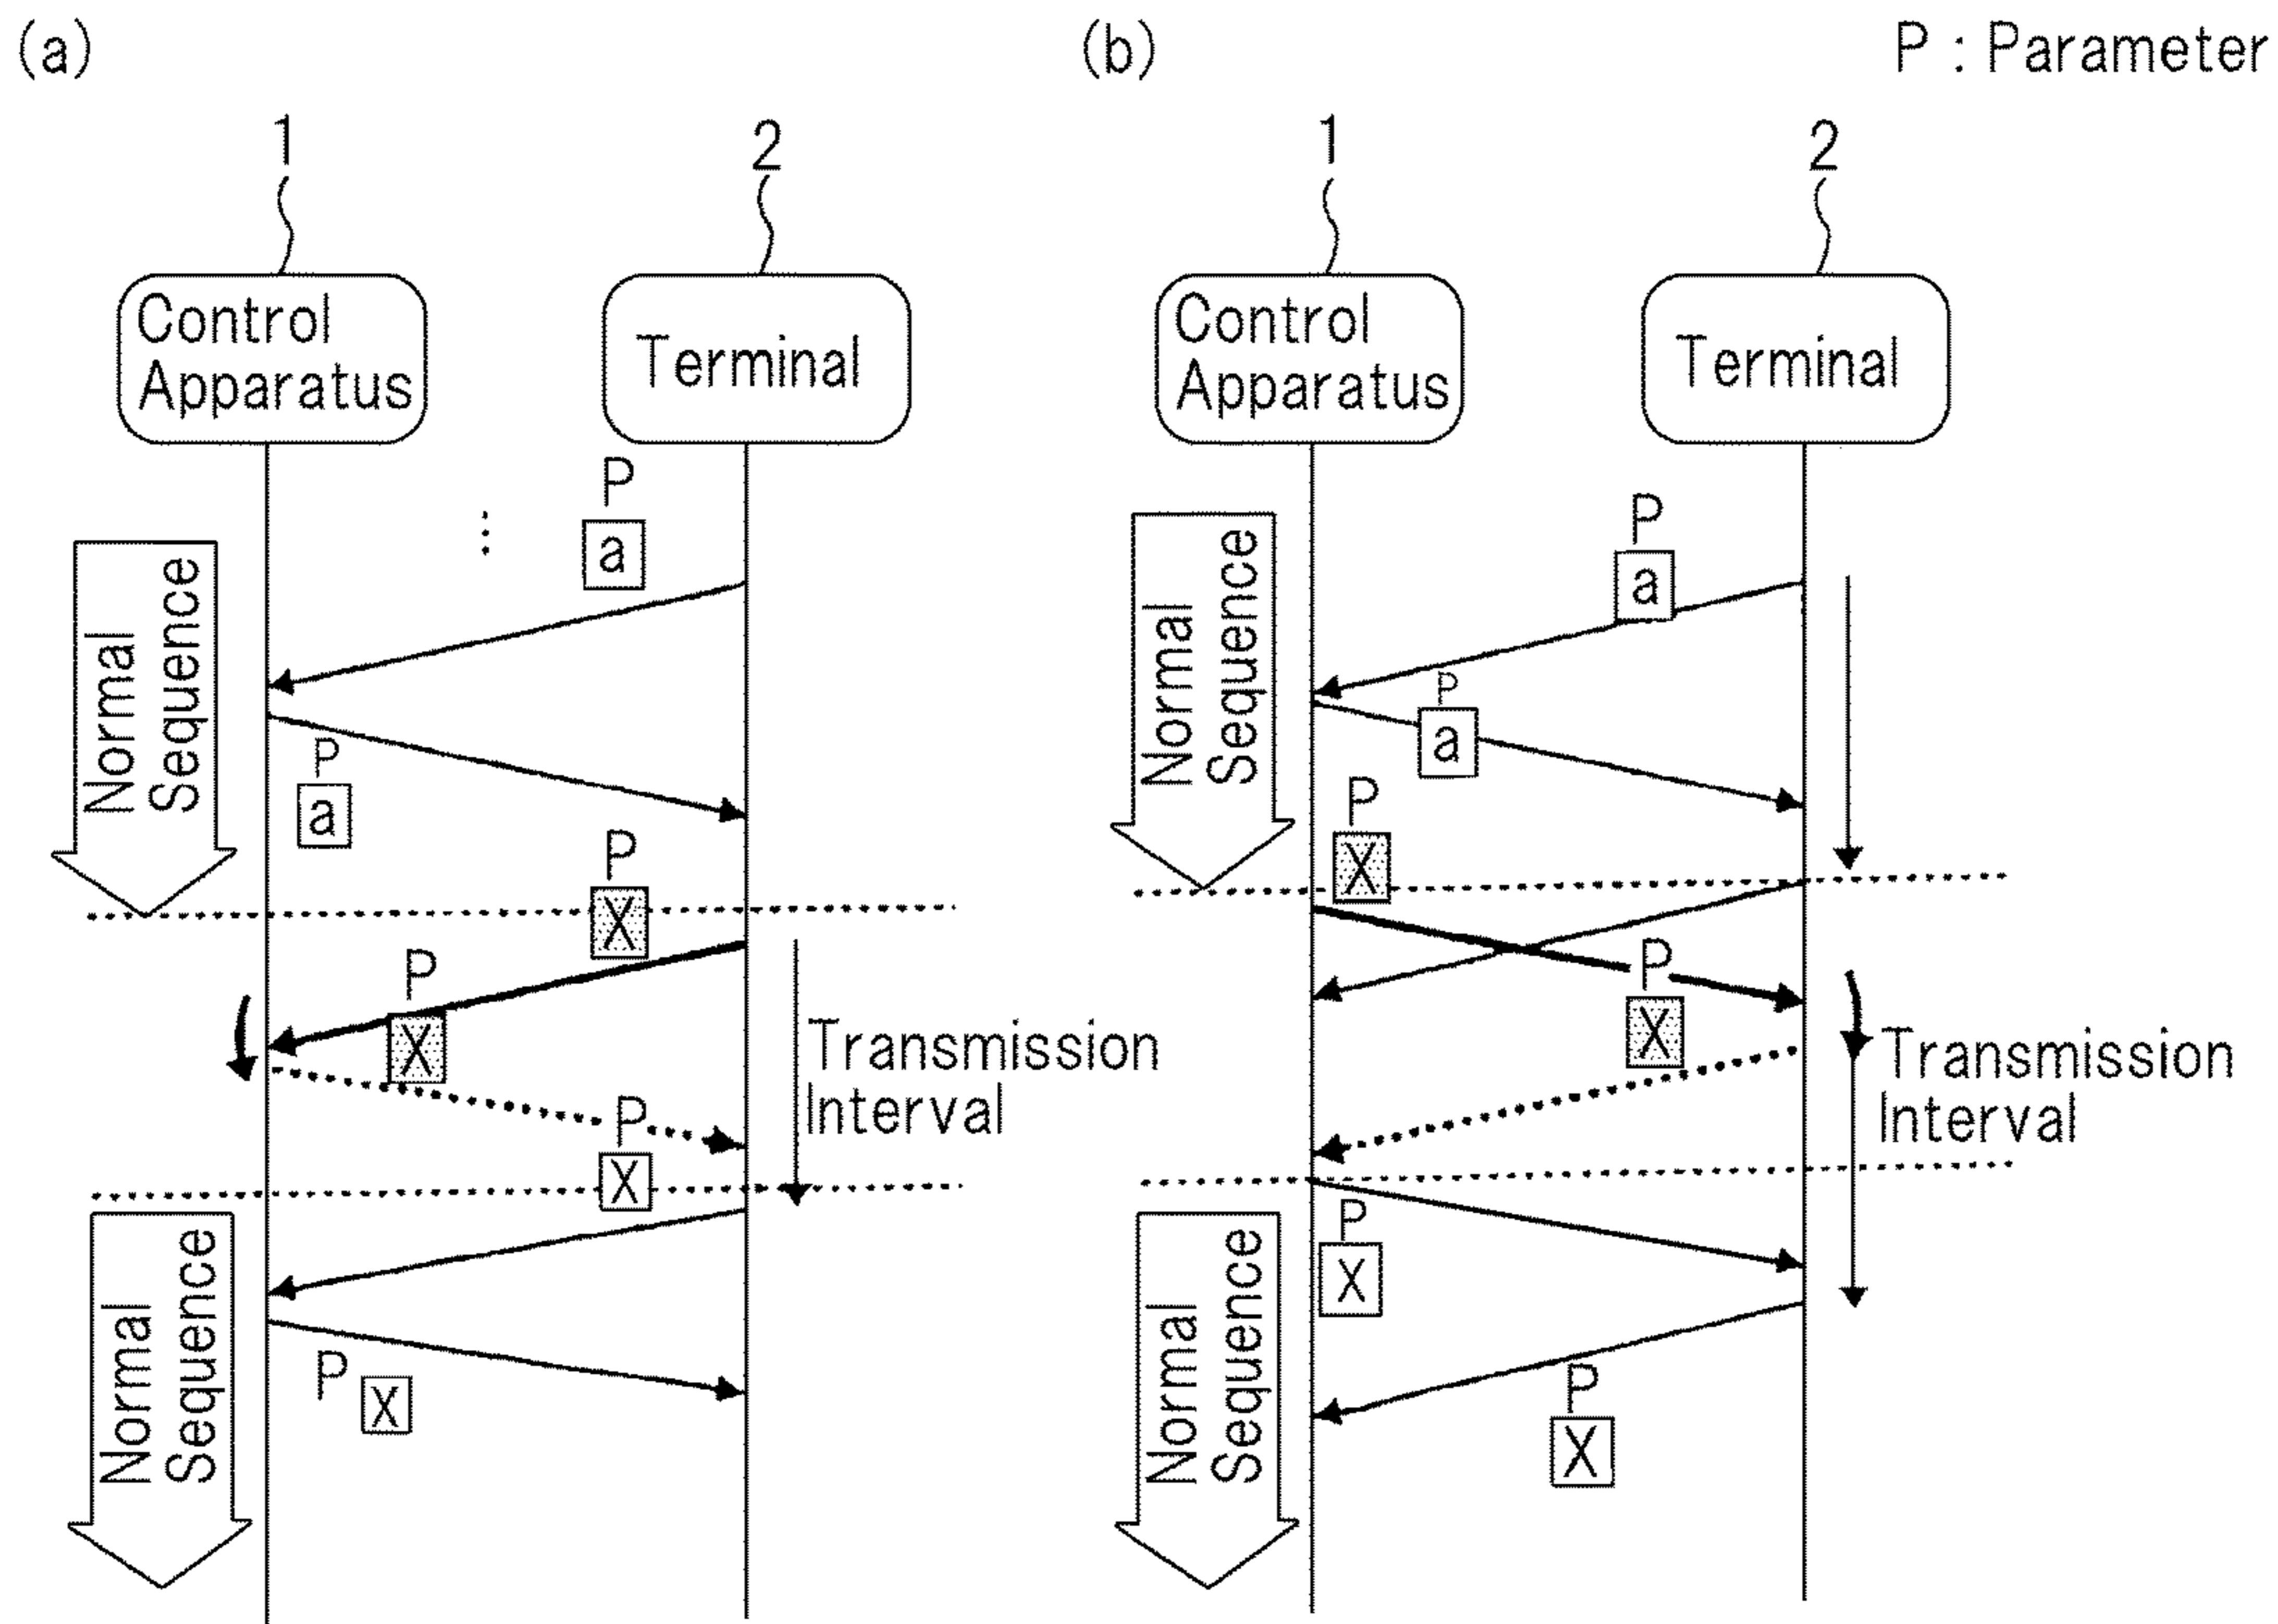 (a)
1
2
Control
Apparatus
Terminal
P
a
Normal
Sequence
P
a
P
X
P
X
Transmission
Interval
P
X
Normal
Sequence
P
X
(b)
P : Parameter
1
2
Control
Apparatus
Terminal
P
a
Normal
Sequence
P
a
P
X
P
X
Transmission
Interval
P
X
Normal
Sequence
P
X